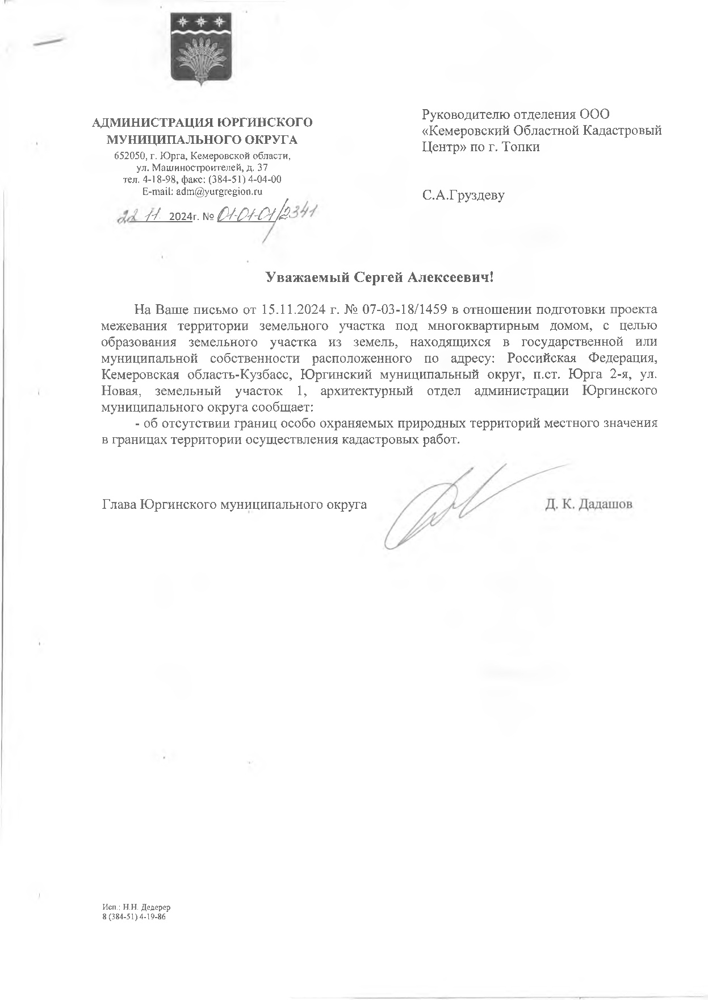 АДМИНИСТРАЦИЯ ЮРГИНСКОГО
МУНИЦИПАЛЬНОГО ОКРУГА
652050, г. Юрга, Кемеровской области,
ул. Машиностроителей, д. 37
тел. 4-18-98, факс: (384-51) 4-04-00
E-mail: adm@yurgregion.ru
22 11 2024г. № 01-01-01/2341
Руководителю отделения ООО
«Кемеровский Областной Кадастровый
Центр» по г. Топки
С.А.Груздеву
Уважаемый Сергей Алексеевич!
На Ваше письмо от 15.11.2024 г. № 07-03-18/1459 в отношении подготовки проекта
межевания территории земельного участка под многоквартирным домом, с целью
образования земельного участка из земель, находящихся в государственной или
муниципальной собственности расположенного по адресу: Российская Федерация,
Кемеровская область-Кузбасс, Юргинский муниципальный округ, п.ст. Юрга 2-я, ул.
Новая, земельный участок 1, архитектурный отдел администрации Юргинского
муниципального округа сообщает:
- об отсутствии границ особо охраняемых природных территорий местного значения
в границах территории осуществления кадастровых работ.
Глава Юргинского муниципального округа Д. К. Дадашов
Исп.: Н.Н. Дедерер
8 (384-51) 4-19-86